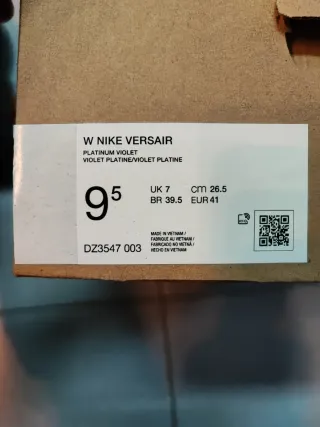 W NIKE VERSAIR
PLATINUM VIOLET
VIOLET PLATINE/VIOLET PLATINE
9⁵
UK 7 cm 26.5
BR 39.5 EUR 41
MADE IN VIETNAM /
FABRIQUÉ AU VIETNAM /
FABRICADO NO VIETNÃ /
HECHO EN VIETNAM
DZ3547 003